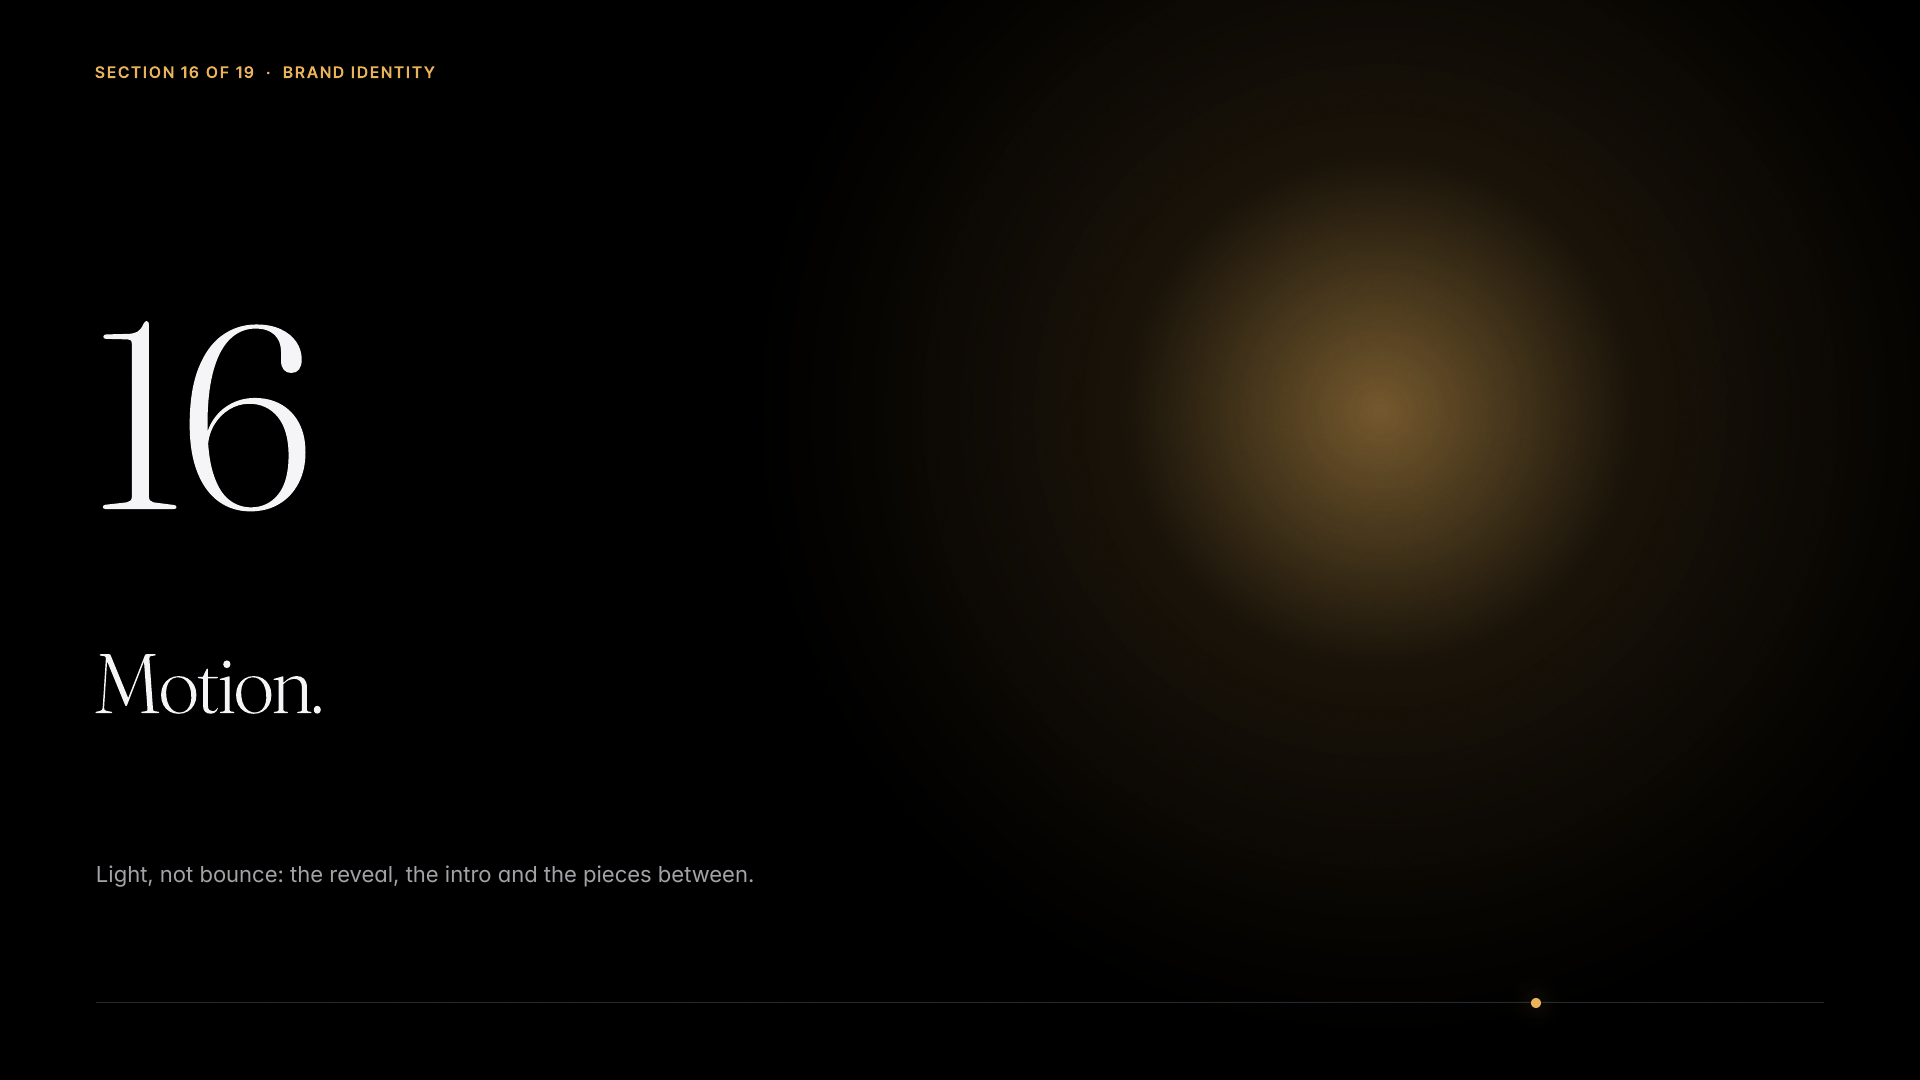 SECTION 16 OF 19 · BRAND IDENTITY
16
Motion.
Light, not bounce: the reveal, the intro and the pieces between.